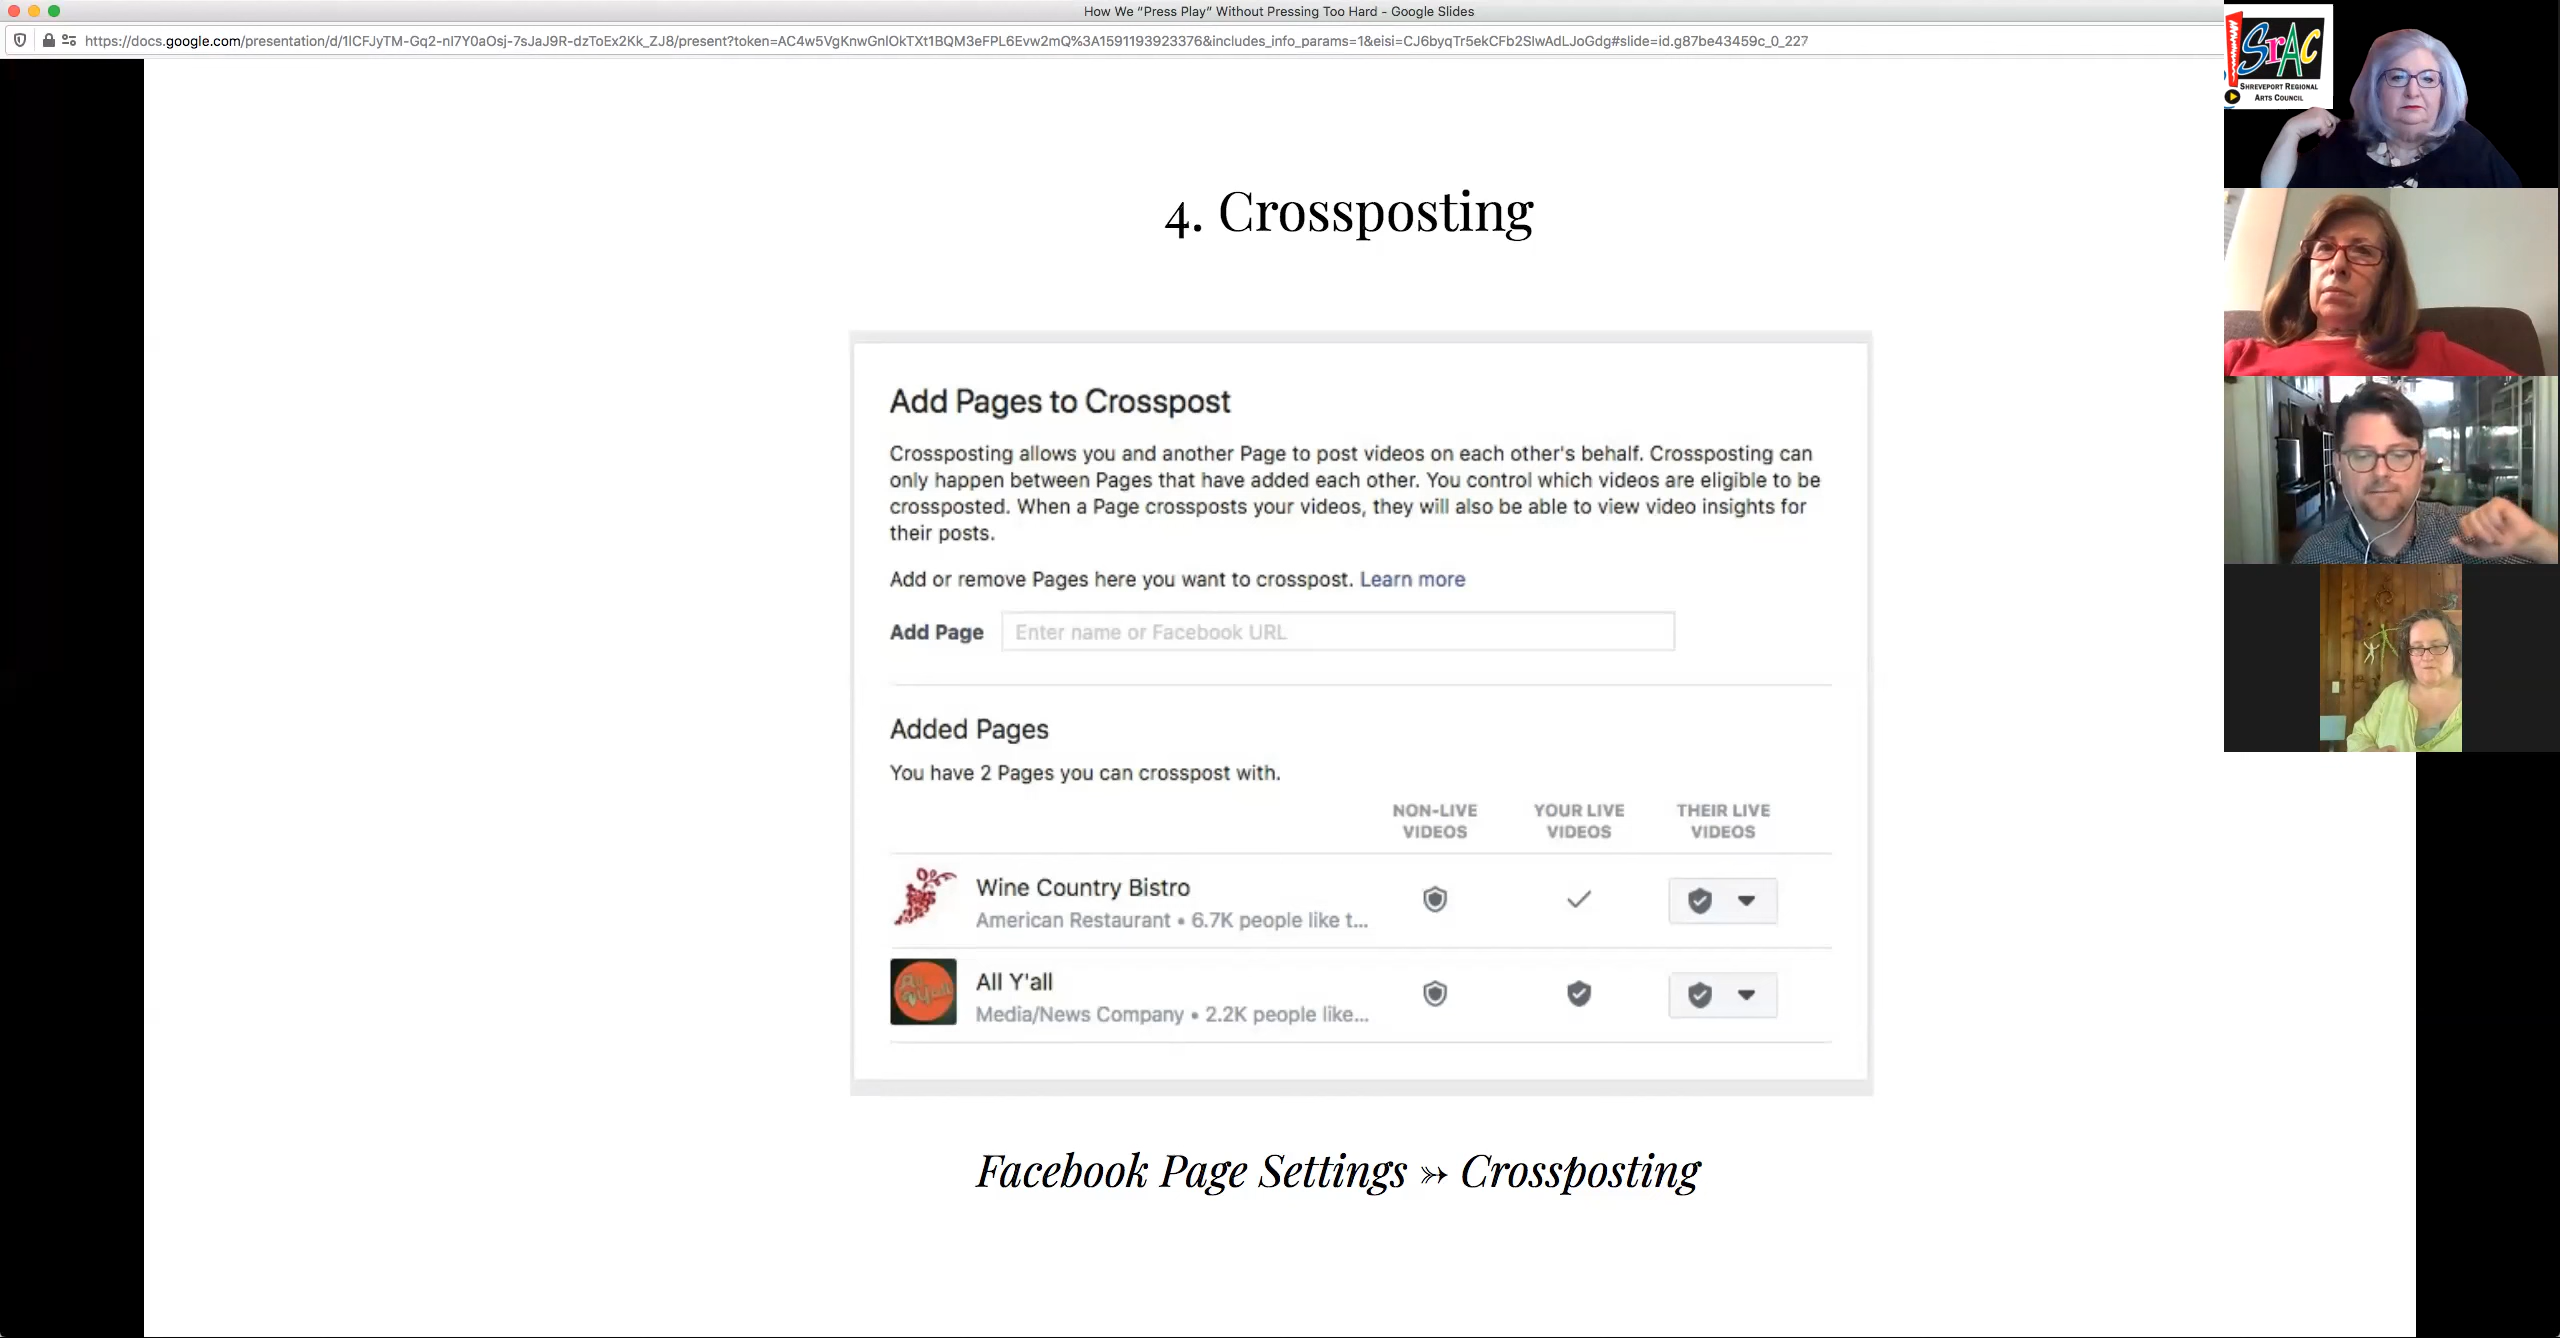 How We "Press Play" Without Pressing Too Hard - Google Slides
https://docs.google.com/presentation/d/1lCFJyTM-Gq2-nI7Y0aOsj-7sJaJ9R-dzToEx2Kk_ZJ8/present?token=AC4w5VgKnwGnlOkTXt1BQM3eFPL6Evw2mQ%3A1591193923376&includes_info_params=1&eisi=CJ6byqTr5ekCFb2SlwAdLJoGdg#slide=id.g87be43459c_0_227
SrAC
SHREVEPORT REGIONAL
ARTS COUNCIL
4. Crossposting
Add Pages to Crosspost
Crossposting allows you and another Page to post videos on each other's behalf. Crossposting can
only happen between Pages that have added each other. You control which videos are eligible to be
crossposted. When a Page crossposts your videos, they will also be able to view video insights for
their posts.
Add or remove Pages here you want to crosspost. Learn more
Add Page Enter name or Facebook URL
Added Pages
You have 2 Pages you can crosspost with.
NON-LIVE YOUR LIVE THEIR LIVE
VIDEOS VIDEOS VIDEOS
Wine Country Bistro
American Restaurant • 6.7K people like t...
All Y'all
All Y'all
Media/News Company • 2.2K people like...
Facebook Page Settings ➳ Crossposting